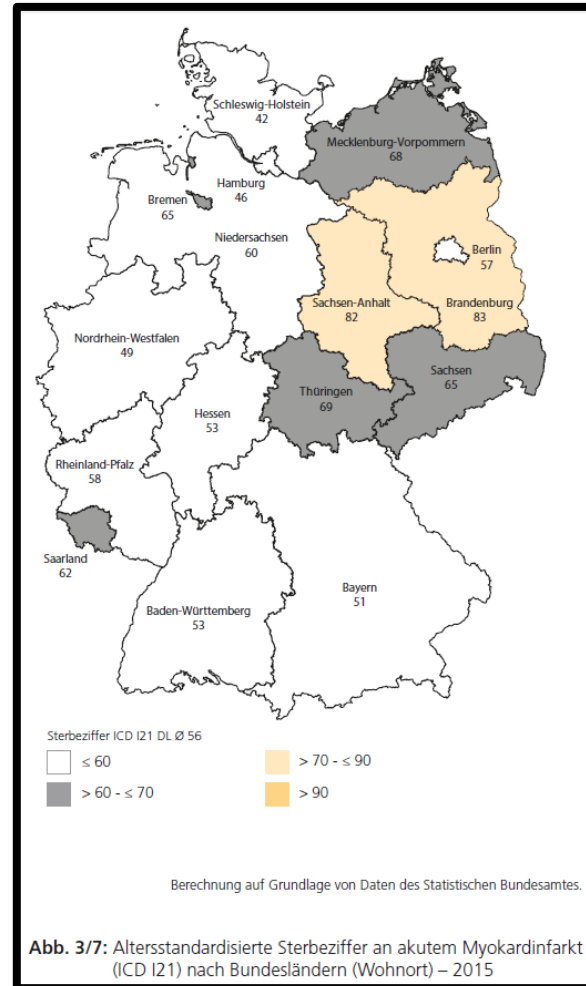 Schleswig-Holstein
42
Mecklenburg-Vorpommern
68
Hamburg
46
Bremen
65
Niedersachsen
60
Berlin
57
Sachsen-Anhalt
82
Brandenburg
83
Nordrhein-Westfalen
49
Sachsen
65
Thüringen
69
Hessen
53
Rheinland-Pfalz
58
Saarland
62
Bayern
51
Baden-Württemberg
53
Sterbeziffer ICD I21 DL Ø 56
≤ 60
> 70 - ≤ 90
> 60 - ≤ 70
> 90
Berechnung auf Grundlage von Daten des Statistischen Bundesamtes.
Abb. 3/7: Altersstandardisierte Sterbeziffer an akutem Myokardinfarkt
(ICD I21) nach Bundesländern (Wohnort) – 2015